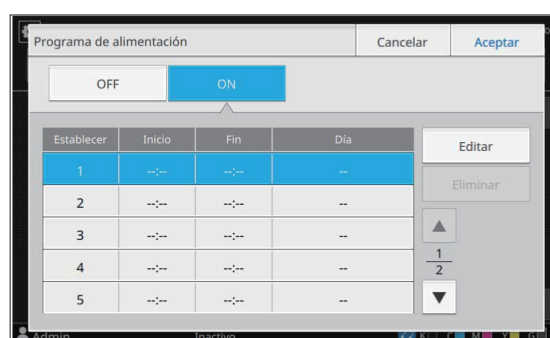 Programa de alimentación Cancelar Aceptar
OFF ON
Establecer Inicio Fin Día Editar
1 --:-- --:-- -- Eliminar
2 --:-- --:-- --
3 --:-- --:-- --
1
4 --:-- --:-- --
2
5 --:-- --:-- --
Admin Inactivo K C M Y G